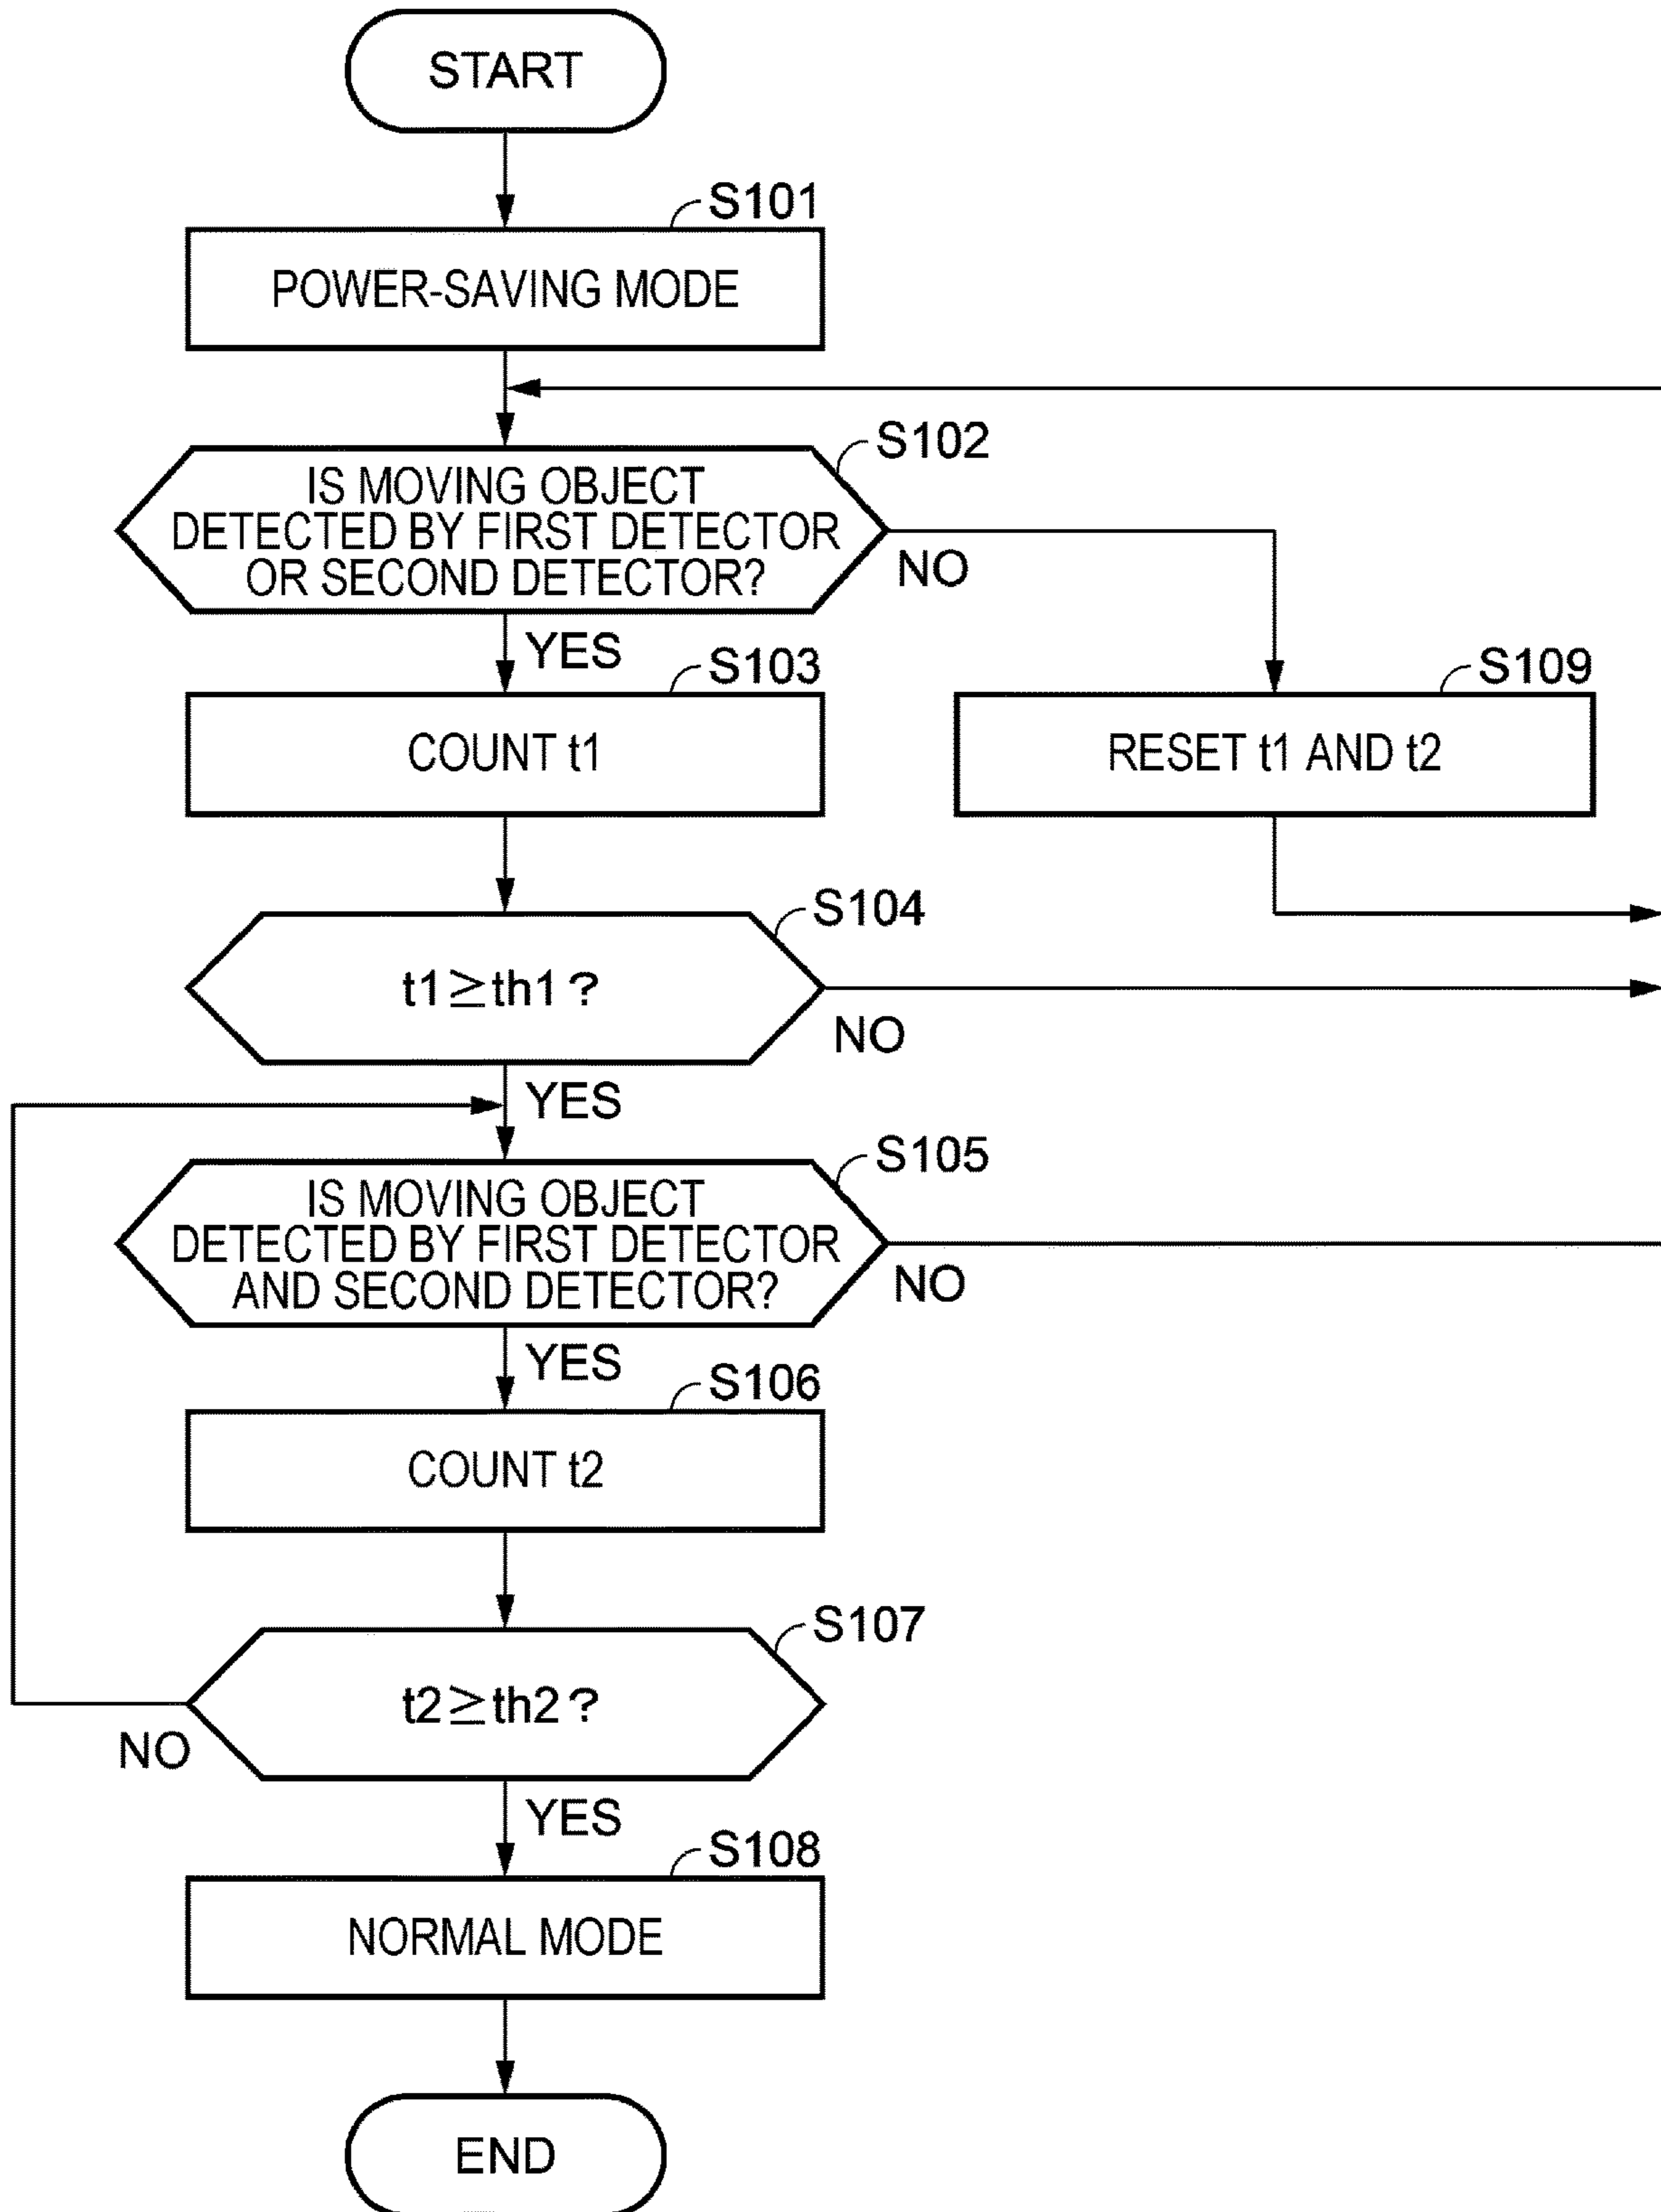 START
S101
POWER-SAVING MODE
S102
IS MOVING OBJECT
DETECTED BY FIRST DETECTOR
OR SECOND DETECTOR?
NO
YES
S103
COUNT t1
S109
RESET t1 AND t2
S104
t1≧th1?
NO
YES
S105
IS MOVING OBJECT
DETECTED BY FIRST DETECTOR
AND SECOND DETECTOR?
NO
YES
S106
COUNT t2
S107
t2≧th2?
NO
YES
S108
NORMAL MODE
END